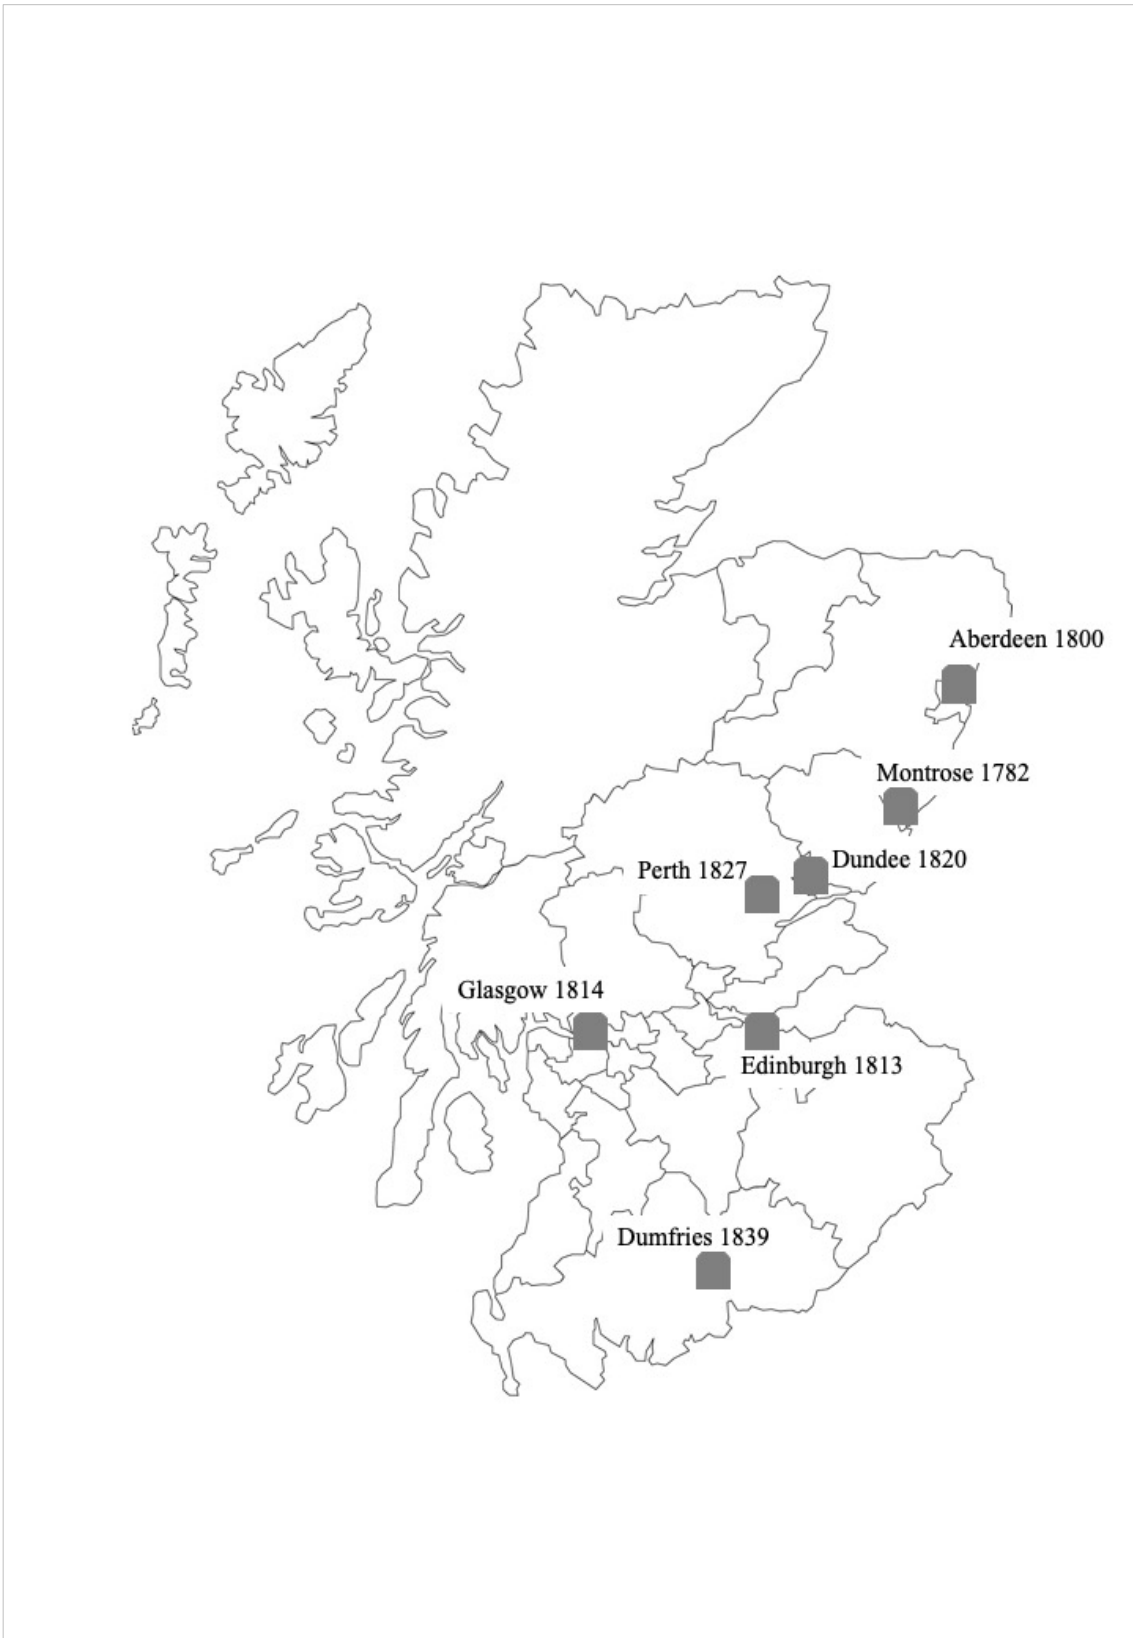 Aberdeen 1800
Montrose 1782
Dundee 1820
Perth 1827
Glasgow 1814
Edinburgh 1813
Dumfries 1839